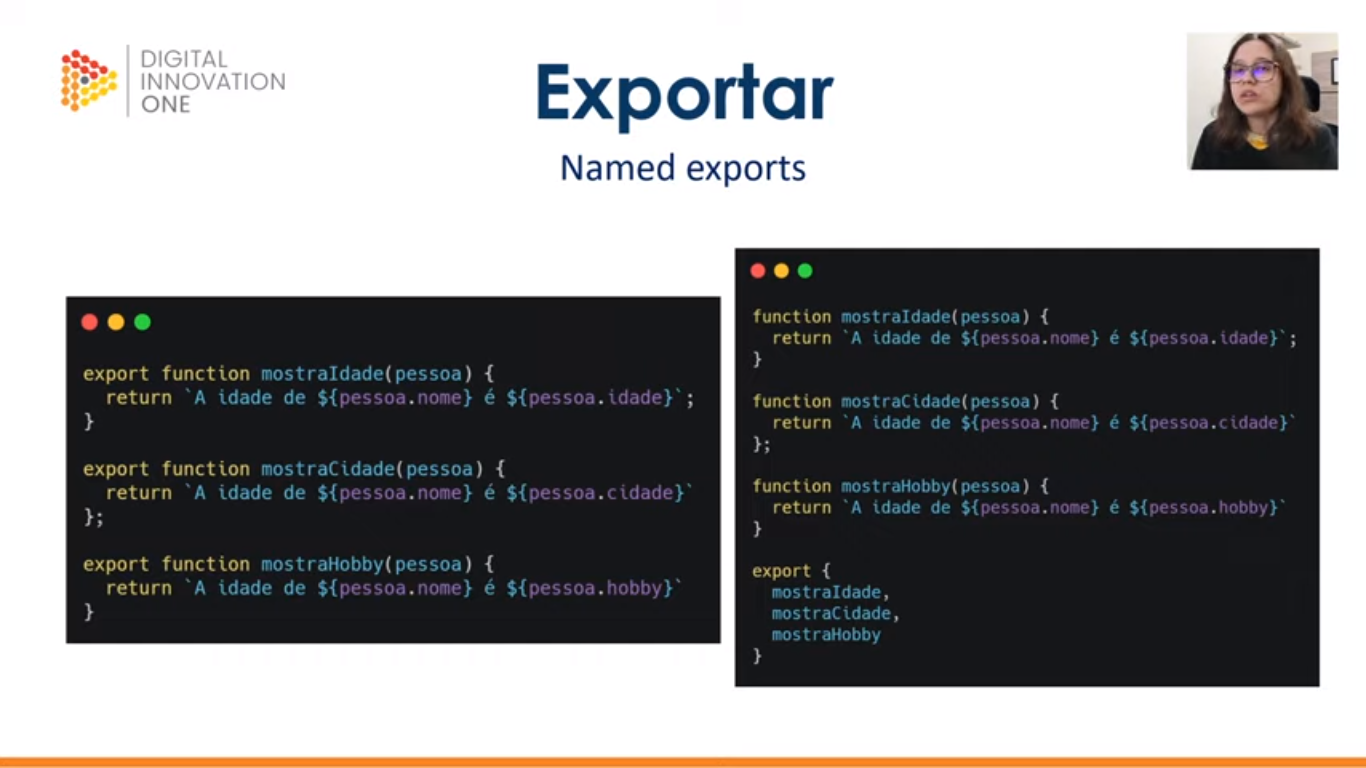 DIGITAL
INNOVATION
ONE
Exportar
Named exports
export function mostraIdade(pessoa) {
  return `A idade de ${pessoa.nome} é ${pessoa.idade}`;
}
export function mostraCidade(pessoa) {
  return `A idade de ${pessoa.nome} é ${pessoa.cidade}`
};
export function mostraHobby(pessoa) {
  return `A idade de ${pessoa.nome} é ${pessoa.hobby}`
}
function mostraIdade(pessoa) {
  return `A idade de ${pessoa.nome} é ${pessoa.idade}`;
}
function mostraCidade(pessoa) {
  return `A idade de ${pessoa.nome} é ${pessoa.cidade}`
};
function mostraHobby(pessoa) {
  return `A idade de ${pessoa.nome} é ${pessoa.hobby}`
}
export {
  mostraIdade,
  mostraCidade,
  mostraHobby
}